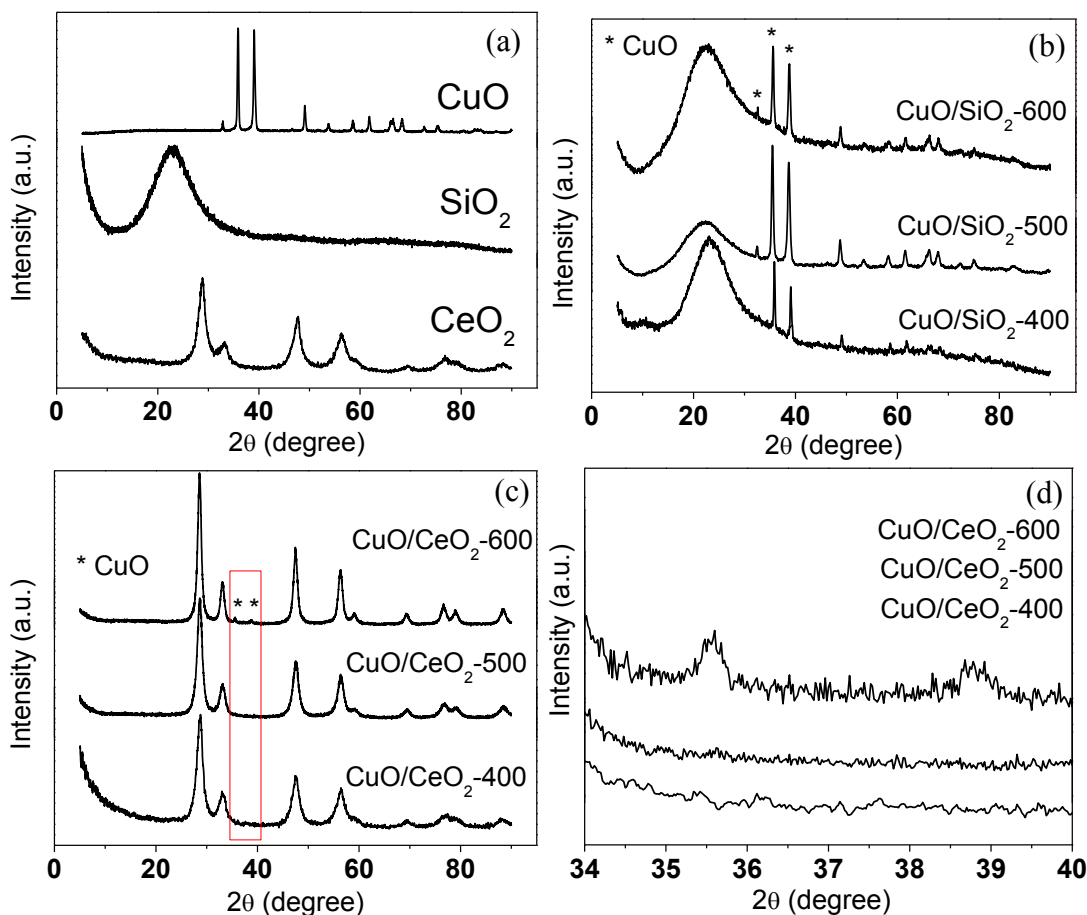 (a)
CuO
SiO₂
CeO₂
Intensity (a.u.)
0 20 40 60 80
2θ (degree)
(b)
* CuO
*
*
*
CuO/SiO₂-600
CuO/SiO₂-500
CuO/SiO₂-400
Intensity (a.u.)
0 20 40 60 80
2θ (degree)
(c)
CuO/CeO₂-600
* CuO
* *
CuO/CeO₂-500
CuO/CeO₂-400
Intensity (a.u.)
0 20 40 60 80
2θ (degree)
(d)
CuO/CeO₂-600
CuO/CeO₂-500
CuO/CeO₂-400
Intensity (a.u.)
34 35 36 37 38 39 40
2θ (degree)